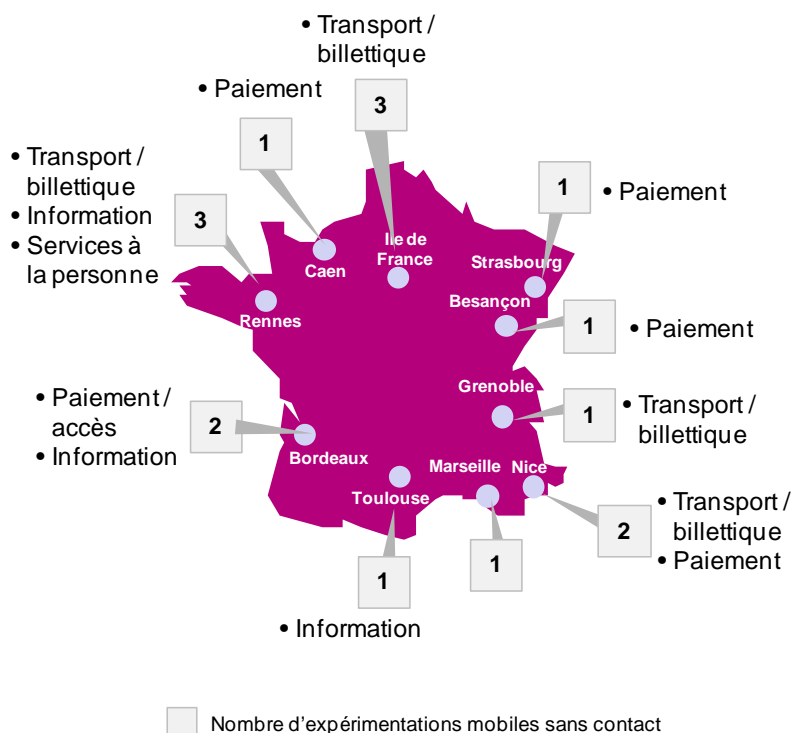 • Transport /
billettique
3
• Paiement
1
• Transport /
billettique
• Information
• Services à
la personne
3
1
• Paiement
Ile de
France
Caen
Strasbourg
Besançon
Rennes
1
• Paiement
Grenoble
1
• Transport /
billettique
• Paiement /
accès
• Information
2
Bordeaux
Marseille
Nice
Toulouse
2
• Transport /
billettique
• Paiement
1
1
• Information
Nombre d'expérimentations mobiles sans contact